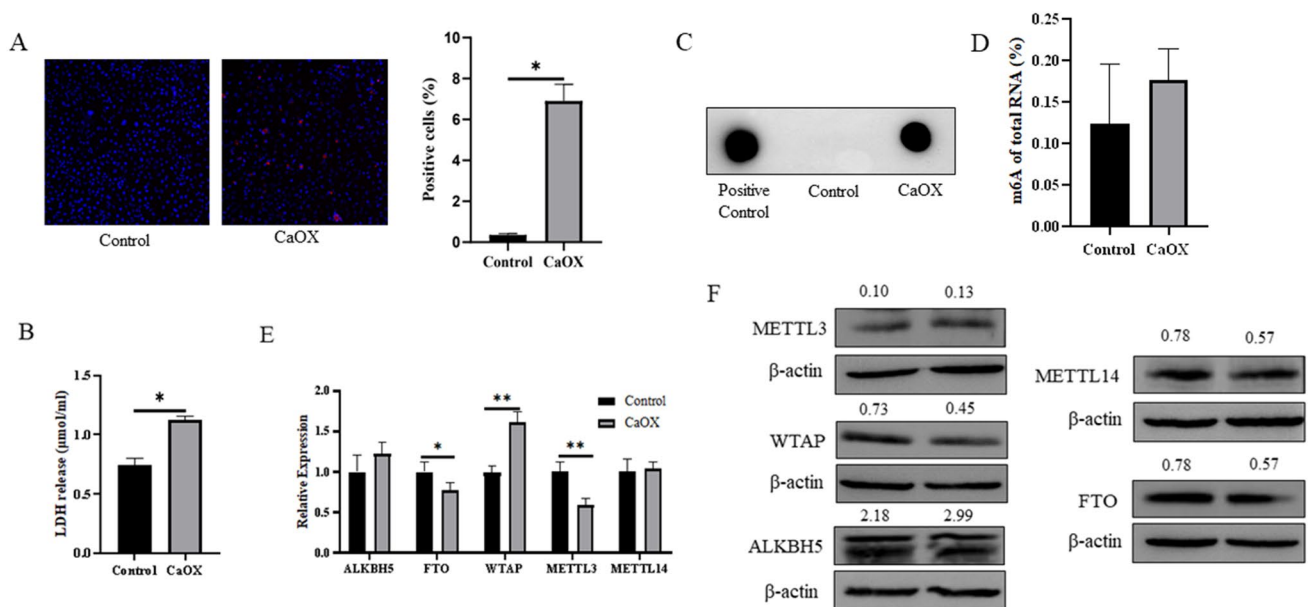 A
Control
CaOX
Positive cells (%)
10
8
6
4
2
0
*
Control CaOX
C
Positive Control
Control
CaOX
D
m6A of total RNA (%)
0.25
0.20
0.15
0.10
0.05
0.00
Control CaOX
B
LDH release (μmol/ml)
1.5
1.0
0.5
0.0
*
Control CaOX
E
Relative Expression
2.0
1.5
1.0
0.5
0.0
*
**
**
Control
CaOX
ALKBH5 FTO WTAP METTL3 METTL14
F
0.10 0.13
METTL3
β-actin
0.73 0.45
WTAP
β-actin
2.18 2.99
ALKBH5
β-actin
0.78 0.57
METTL14
β-actin
0.78 0.57
FTO
β-actin